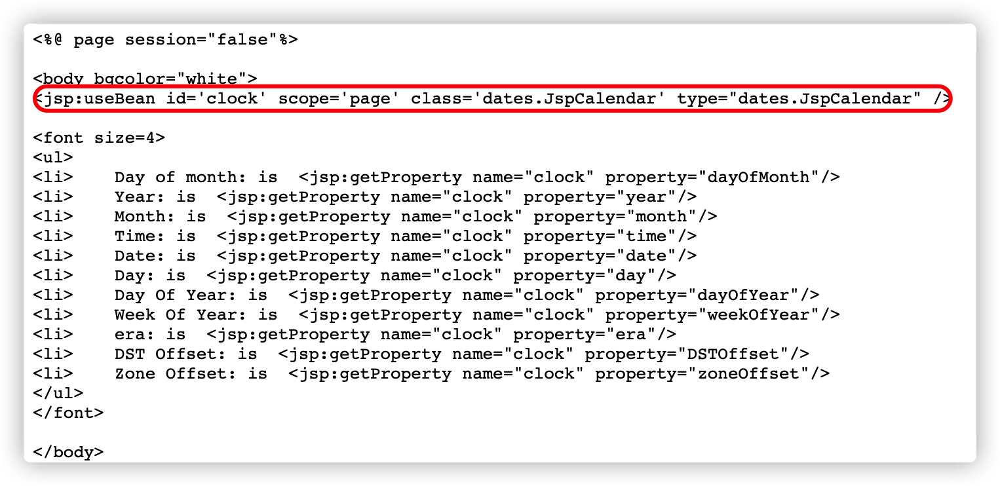 <%@ page session="false"%>
<body bgcolor="white">
<jsp:useBean id='clock' scope='page' class='dates.JspCalendar' type="dates.JspCalendar" />
<font size=4>
<ul>
<li>    Day of month: is  <jsp:getProperty name="clock" property="dayOfMonth"/>
<li>    Year: is  <jsp:getProperty name="clock" property="year"/>
<li>    Month: is  <jsp:getProperty name="clock" property="month"/>
<li>    Time: is  <jsp:getProperty name="clock" property="time"/>
<li>    Date: is  <jsp:getProperty name="clock" property="date"/>
<li>    Day: is  <jsp:getProperty name="clock" property="day"/>
<li>    Day Of Year: is  <jsp:getProperty name="clock" property="dayOfYear"/>
<li>    Week Of Year: is  <jsp:getProperty name="clock" property="weekOfYear"/>
<li>    era: is  <jsp:getProperty name="clock" property="era"/>
<li>    DST Offset: is  <jsp:getProperty name="clock" property="DSTOffset"/>
<li>    Zone Offset: is  <jsp:getProperty name="clock" property="zoneOffset"/>
</ul>
</font>
</body>